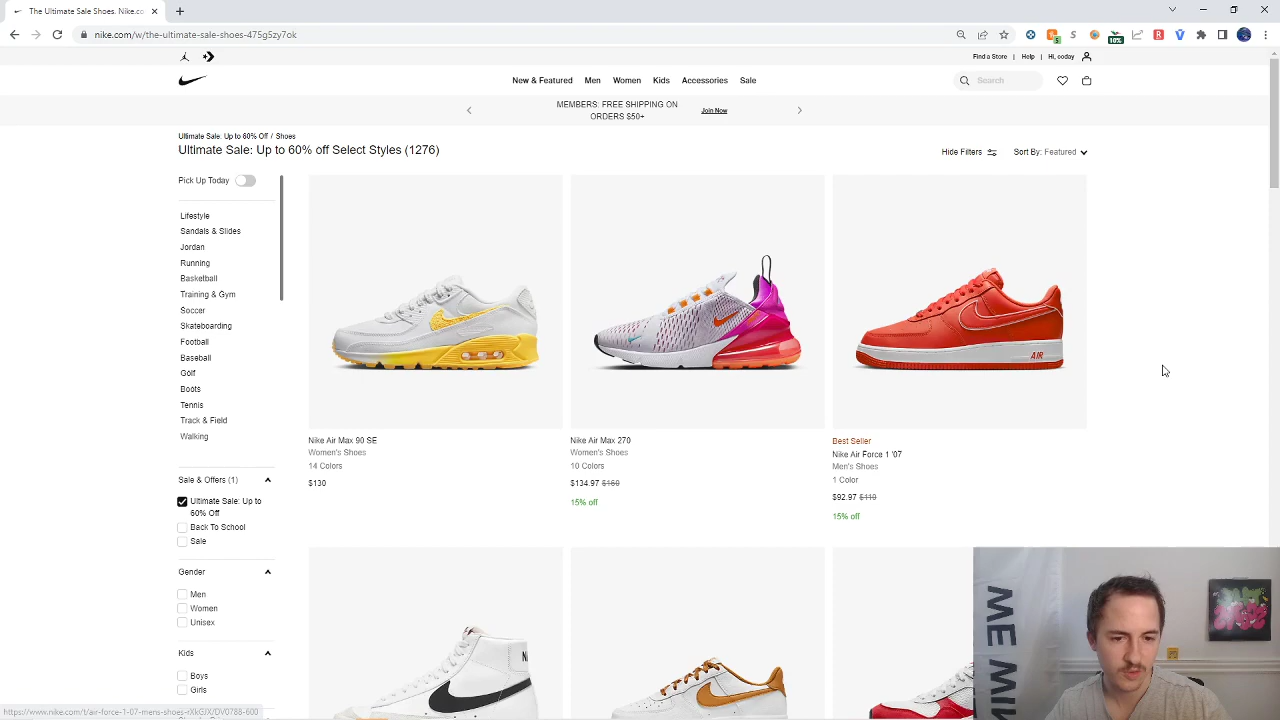 The Ultimate Sale: Shoes. Nike.co
nike.com/w/the-ultimate-sale-shoes-475g5zy7ok
5
10%
Find a Store | Help | Hi, coday
New & Featured Men Women Kids Accessories Sale
Search
MEMBERS: FREE SHIPPING ON
ORDERS $50+
Join Now
Ultimate Sale: Up to 60% Off / Shoes
Ultimate Sale: Up to 60% off Select Styles (1276)
Hide Filters
Sort By: Featured
Pick Up Today
Lifestyle
Sandals & Slides
Jordan
Running
Basketball
Training & Gym
Soccer
Skateboarding
Football
Baseball
Golf
Boots
Tennis
Track & Field
Walking
Sale & Offers (1)
Ultimate Sale: Up to
60% Off
Back To School
Sale
Gender
Men
Women
Unisex
Kids
Boys
Girls
Nike Air Max 90 SE
Women's Shoes
14 Colors
$130
Nike Air Max 270
Women's Shoes
10 Colors
$134.97 $160
15% off
AIR
Best Seller
Nike Air Force 1 '07
Men's Shoes
1 Color
$92.97 $110
15% off
ME MIN
https://www.nike.com/t/air-force-1-07-mens-shoes-rXkGJX/DV0788-600